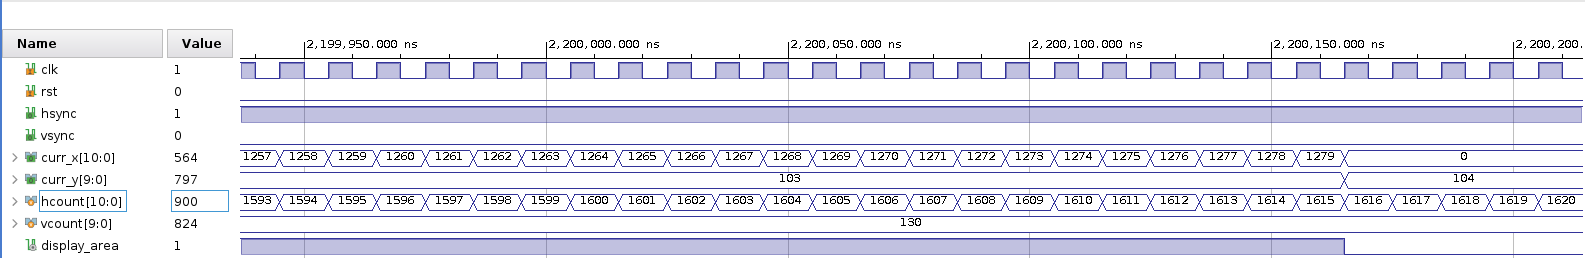 Name Value 2,199,950.000 ns 2,200,000.000 ns 2,200,050.000 ns 2,200,100.000 ns 2,200,150.000 ns 2,200,200.
clk 1
rst 0
hsync 1
vsync 0
curr_x[10:0] 564 1257 1258 1259 1260 1261 1262 1263 1264 1265 1266 1267 1268 1269 1270 1271 1272 1273 1274 1275 1276 1277 1278 1279 0
curr_y[9:0] 797 103 104
hcount[10:0] 900 1593 1594 1595 1596 1597 1598 1599 1600 1601 1602 1603 1604 1605 1606 1607 1608 1609 1610 1611 1612 1613 1614 1615 1616 1617 1618 1619 1620
vcount[9:0] 824 130
display_area 1